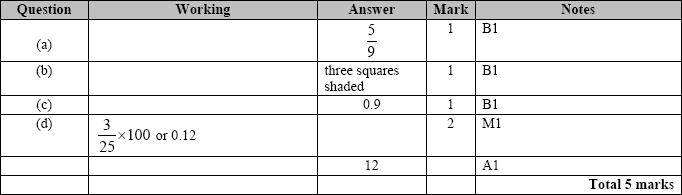 Question Working Answer Mark Notes
(a) 5/9 1 B1
(b) three squares shaded 1 B1
(c) 0.9 1 B1
(d) 3/25 ×100 or 0.12 2 M1
12 A1
Total 5 marks